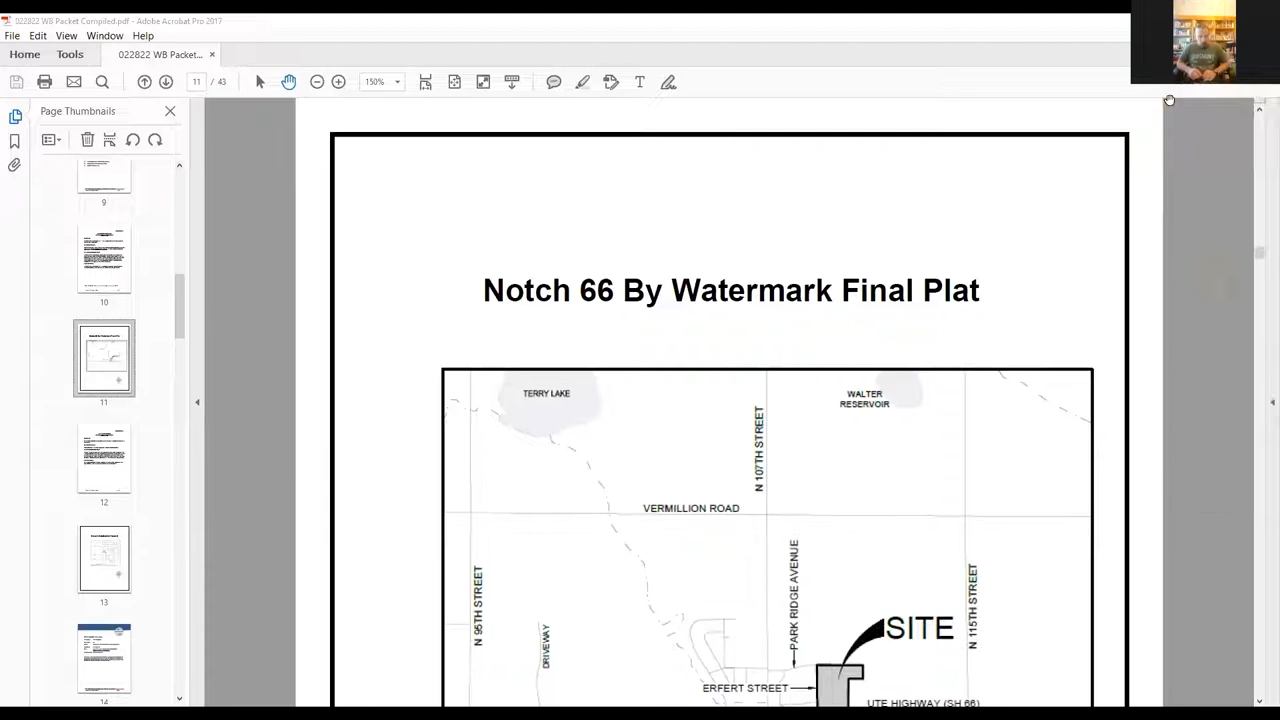 022822 WB Packet Compiled.pdf - Adobe Acrobat Pro 2017
File Edit View Window Help
Home Tools 022822 WB Packet... ×
11 / 43 150%
Page Thumbnails
9
10
11
12
13
14
Notch 66 By Watermark Final Plat
TERRY LAKE
WALTER
RESERVOIR
N 107TH STREET
VERMILLION ROAD
N 95TH STREET
DRIVEWAY
PARK RIDGE AVENUE
SITE
N 115TH STREET
ERFERT STREET
UTE HIGHWAY (SH 66)